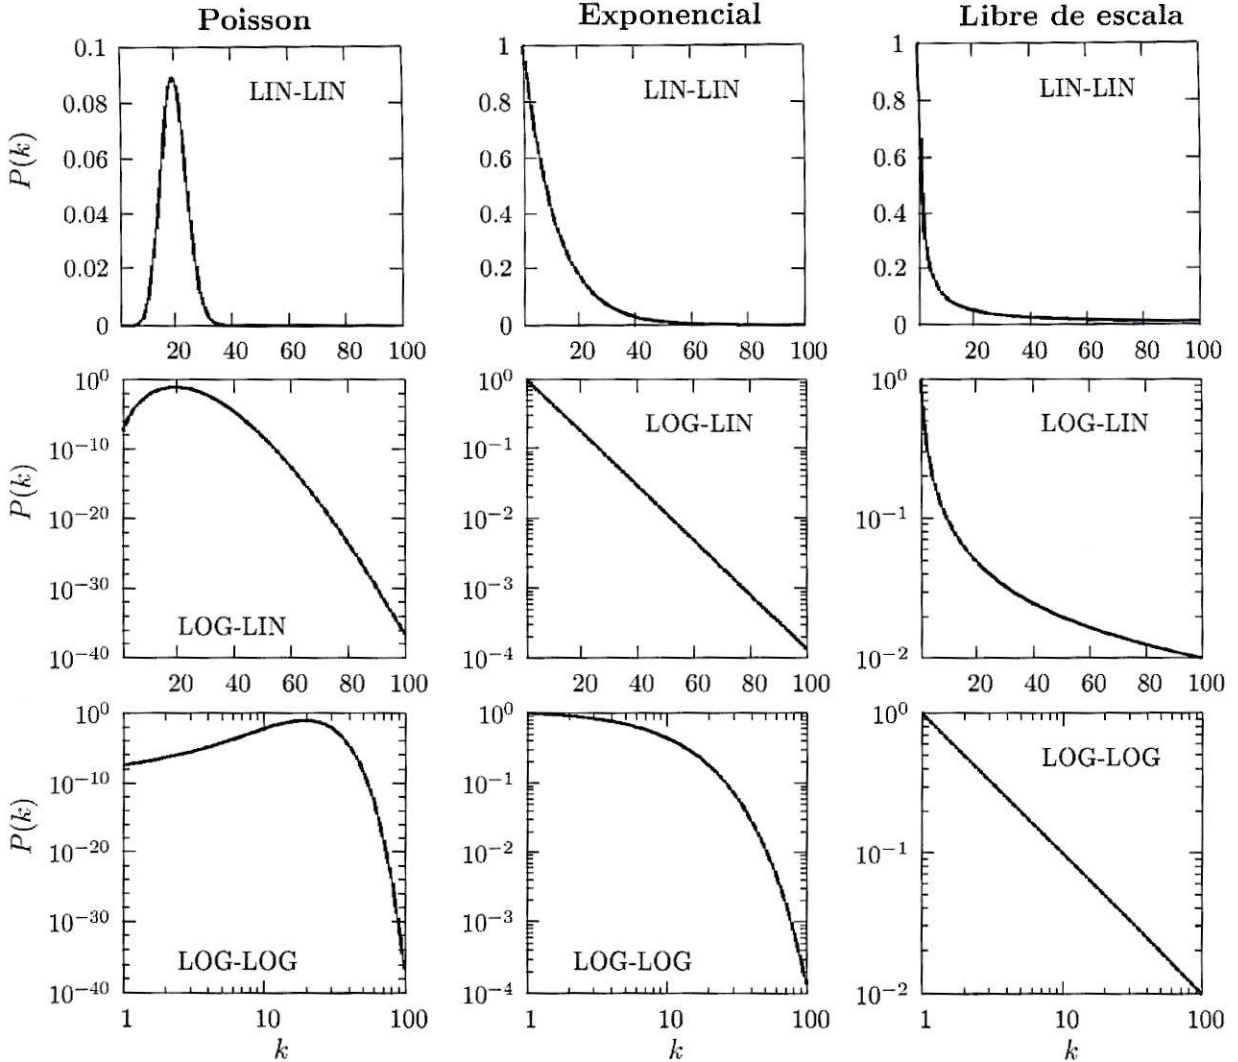 Poisson Exponencial Libre de escala
0.1 1 1
LIN-LIN LIN-LIN LIN-LIN
0.08 0.8 0.8
P(k)
0.06 0.6 0.6
0.04 0.4 0.4
0.02 0.2 0.2
0 0 0
20 40 60 80 100 20 40 60 80 100 20 40 60 80 100
10^0 10^0 10^0
LOG-LIN LOG-LIN
10^−10 10^−1
P(k)
10^−20 10^−2 10^−1
10^−30 10^−3
LOG-LIN
10^−40 10^−4 10^−2
20 40 60 80 100 20 40 60 80 100 20 40 60 80 100
10^0 10^0 10^0
LOG-LOG
10^−10 10^−1
P(k)
10^−20 10^−2 10^−1
10^−30 10^−3
LOG-LOG LOG-LOG
10^−40 10^−4 10^−2
1 10 100 1 10 100 1 10 100
k k k